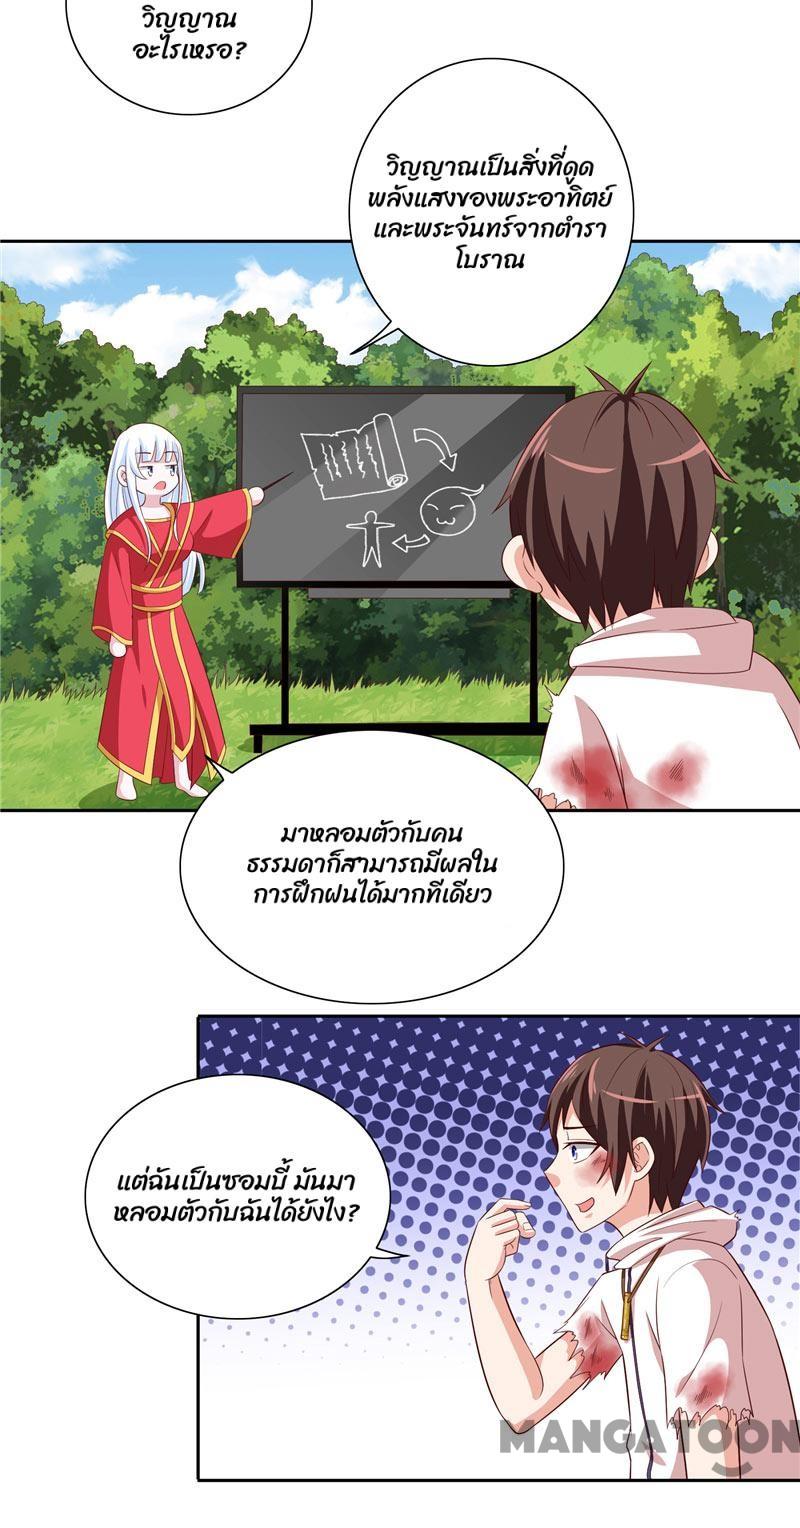 วิญญาณ
อะไรเหรอ?
วิญญาณเป็นสิ่งที่ดูด
พลังแสงของพระอาทิตย์
และพระจันทร์จากตำรา
โบราณ
มาหลอมตัวกับคน
ธรรมดาก็สามารถมีผลใน
การฝึกฝนได้มากทีเดียว
แต่ฉันเป็นซอมบี้ มันมา
หลอมตัวกับฉันได้ยังไง?
MANGATOON